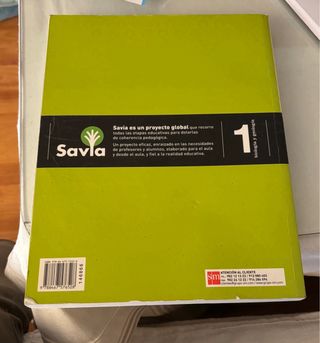 Savia
Savia es un proyecto global que recorre
todas las etapas educativas para dotarlas
de coherencia pedagógica.
Un proyecto eficaz, enraizado en las necesidades
de profesores y alumnos, elaborado para el aula
y desde el aula, y fiel a la realidad educativa.
1
biología y geología
146866
sm
ATENCIÓN AL CLIENTE